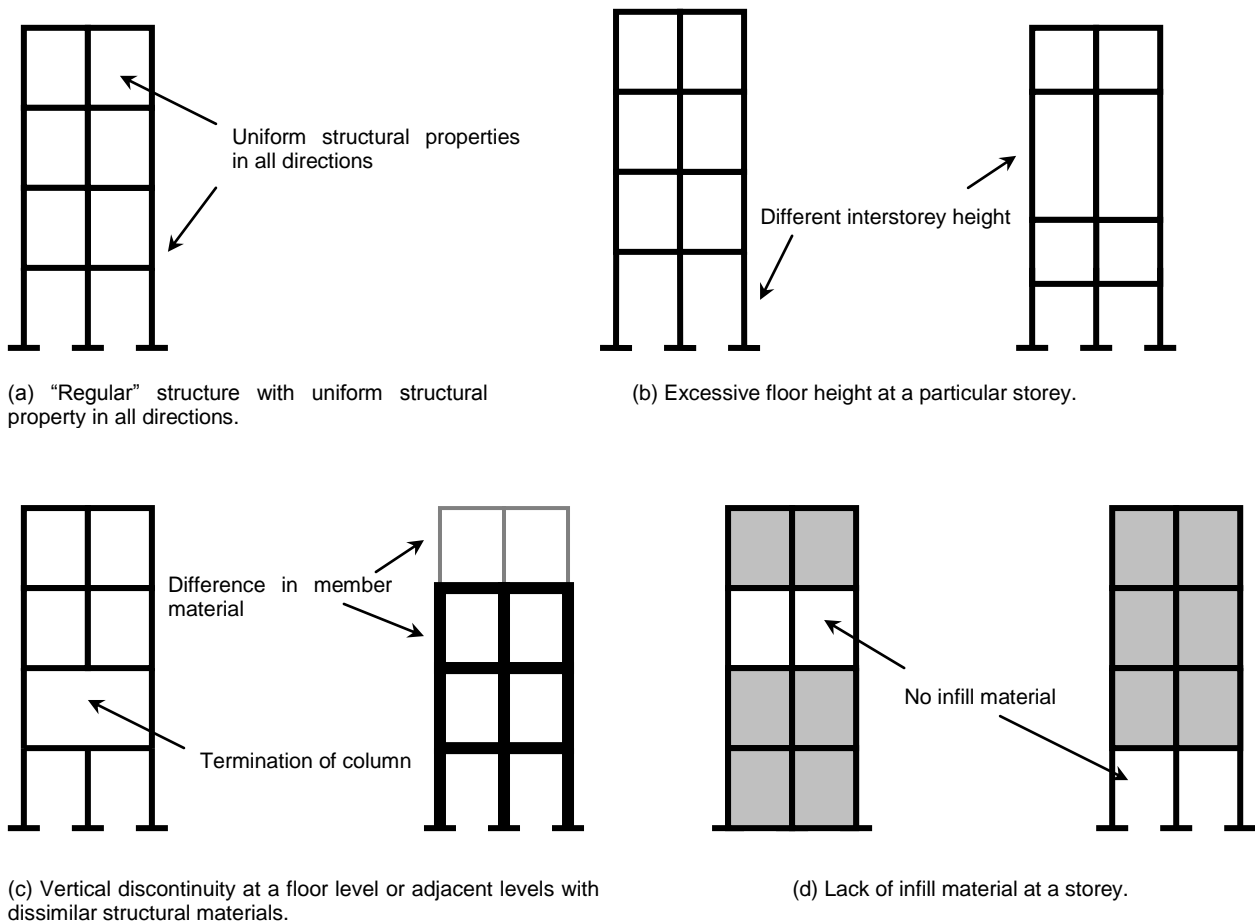 Uniform structural properties
in all directions
Different interstorey height
(a) “Regular” structure with uniform structural
property in all directions.
(b) Excessive floor height at a particular storey.
Difference in member
material
Termination of column
No infill material
(c) Vertical discontinuity at a floor level or adjacent levels with
dissimilar structural materials.
(d) Lack of infill material at a storey.